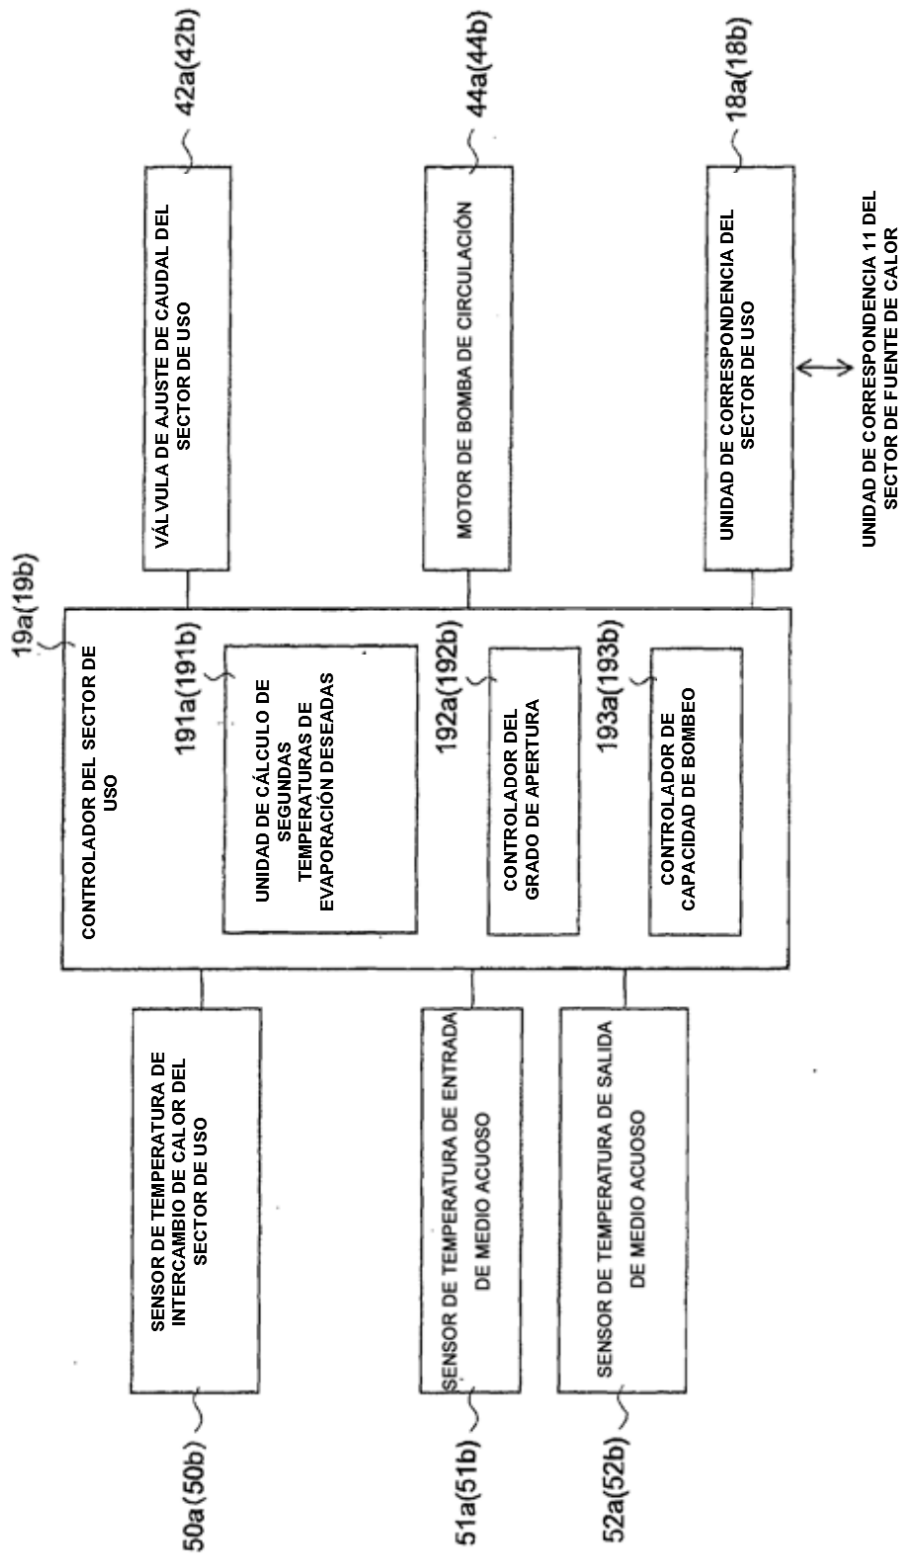 19a(19b)
CONTROLADOR DEL SECTOR DE
USO
191a(191b)
UNIDAD DE CÁLCULO DE
SEGUNDAS
TEMPERATURAS DE
EVAPORACIÓN DESEADAS
192a(192b)
CONTROLADOR DEL
GRADO DE APERTURA
193a(193b)
CONTROLADOR DE
CAPACIDAD DE BOMBEO
50a(50b)
SENSOR DE TEMPERATURA DE
INTERCAMBIO DE CALOR DEL
SECTOR DE USO
51a(51b)
SENSOR DE TEMPERATURA DE ENTRADA
DE MEDIO ACUOSO
52a(52b)
SENSOR DE TEMPERATURA DE SALIDA
DE MEDIO ACUOSO
VÁLVULA DE AJUSTE DE CAUDAL DEL
SECTOR DE USO
42a(42b)
MOTOR DE BOMBA DE CIRCULACIÓN
44a(44b)
UNIDAD DE CORRESPONDENCIA DEL
SECTOR DE USO
18a(18b)
UNIDAD DE CORRESPONDENCIA 11 DEL
SECTOR DE FUENTE DE CALOR